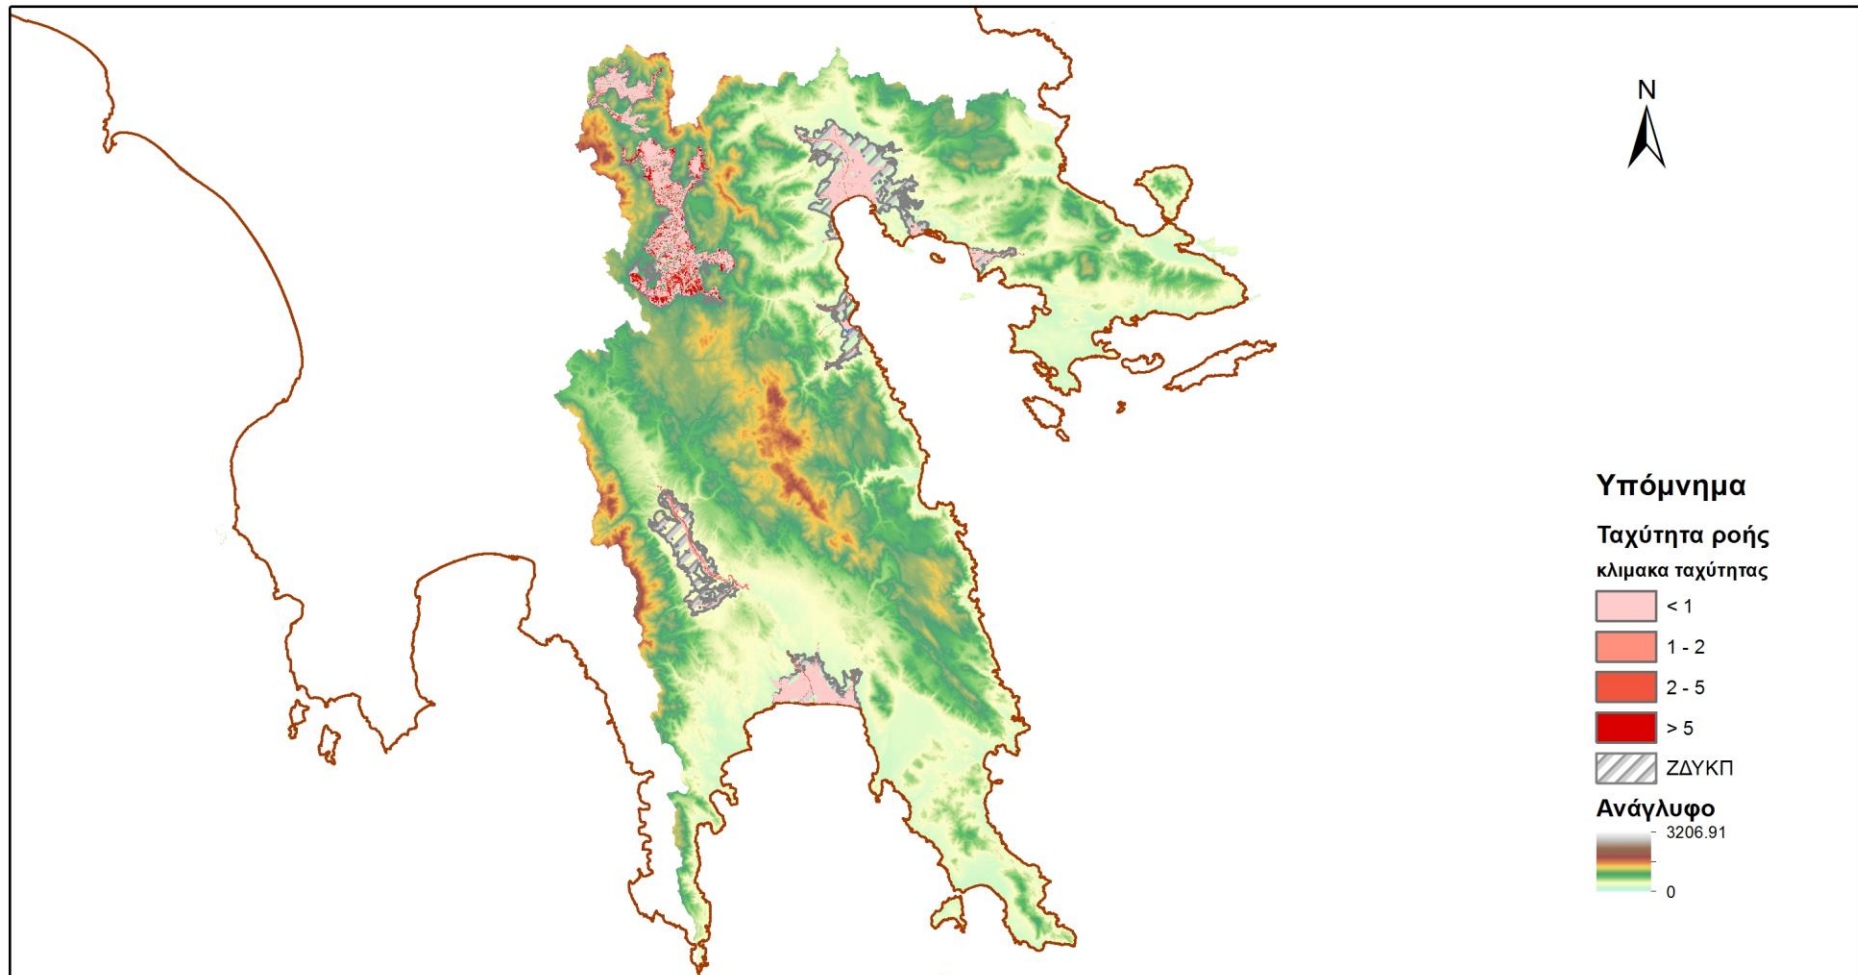 N
Υπόμνημα
Ταχύτητα ροής
κλιμακα ταχύτητας
< 1
1 - 2
2 - 5
> 5
ΖΔΥΚΠ
Ανάγλυφο
3206.91
0